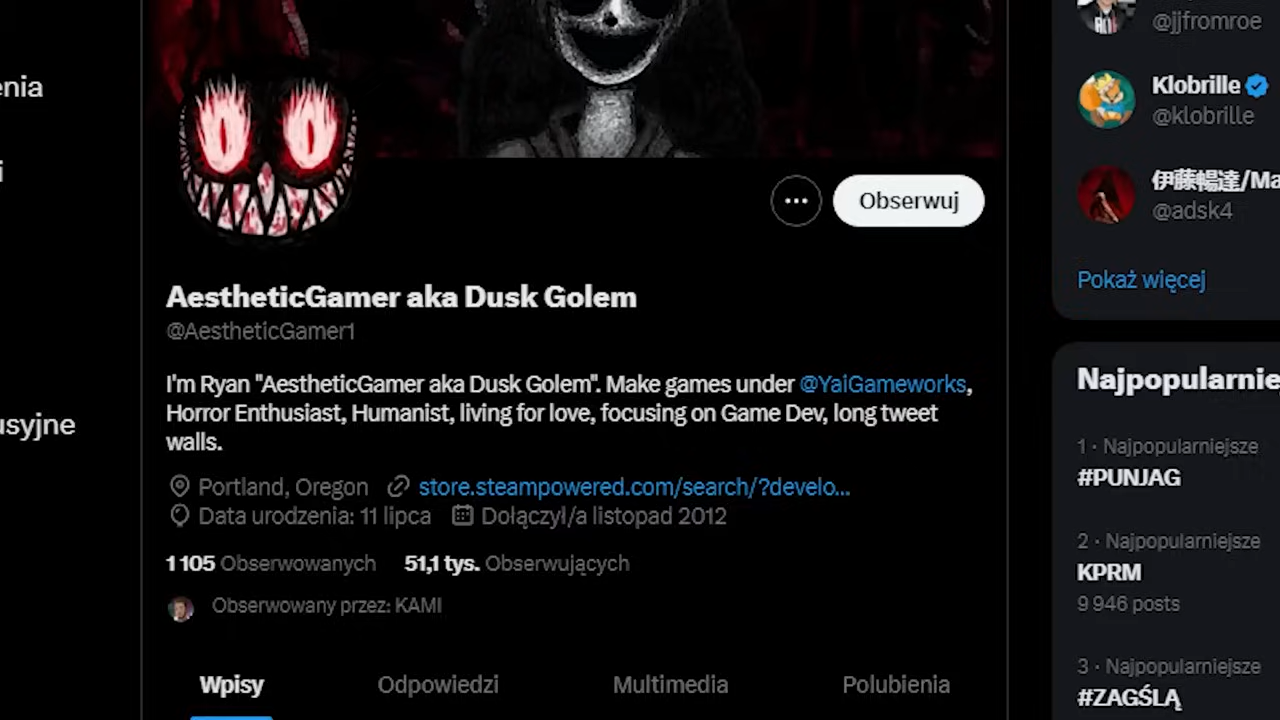 enia
i
usyjne
Obserwuj
AestheticGamer aka Dusk Golem
@AestheticGamer1
I'm Ryan "AestheticGamer aka Dusk Golem". Make games under @YaiGameworks,
Horror Enthusiast, Humanist, living for love, focusing on Game Dev, long tweet
walls.
Portland, Oregon store.steampowered.com/search/?develo...
Data urodzenia: 11 lipca Dołączył/a listopad 2012
1 105 Obserwowanych 51,1 tys. Obserwujących
Obserwowany przez: KAMI
Wpisy Odpowiedzi Multimedia Polubienia
@jjfromroe
Klobrille
@klobrille
伊藤暢達/Ma
@adsk4
Pokaż więcej
Najpopularnie
1 · Najpopularniejsze
#PUNJAG
2 · Najpopularniejsze
KPRM
9 946 posts
3 · Najpopularniejsze
#ZAGŚLĄ